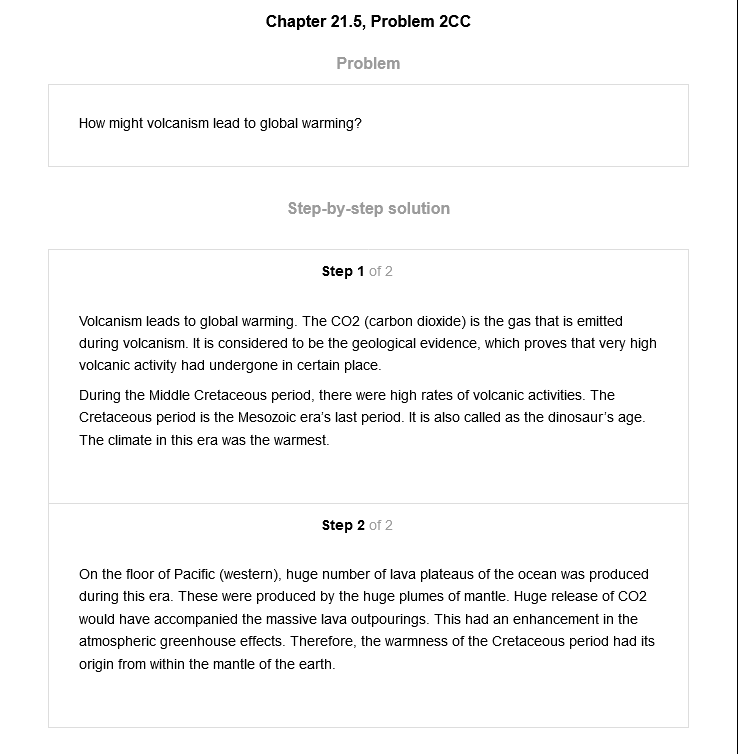 Chapter 21.5, Problem 2CC
Problem
How might volcanism lead to global warming?
Step-by-step solution
Step 1 of 2
Volcanism leads to global warming. The CO2 (carbon dioxide) is the gas that is emitted
during volcanism. It is considered to be the geological evidence, which proves that very high
volcanic activity had undergone in certain place.
During the Middle Cretaceous period, there were high rates of volcanic activities. The
Cretaceous period is the Mesozoic era’s last period. It is also called as the dinosaur’s age.
The climate in this era was the warmest.
Step 2 of 2
On the floor of Pacific (western), huge number of lava plateaus of the ocean was produced
during this era. These were produced by the huge plumes of mantle. Huge release of CO2
would have accompanied the massive lava outpourings. This had an enhancement in the
atmospheric greenhouse effects. Therefore, the warmness of the Cretaceous period had its
origin from within the mantle of the earth.